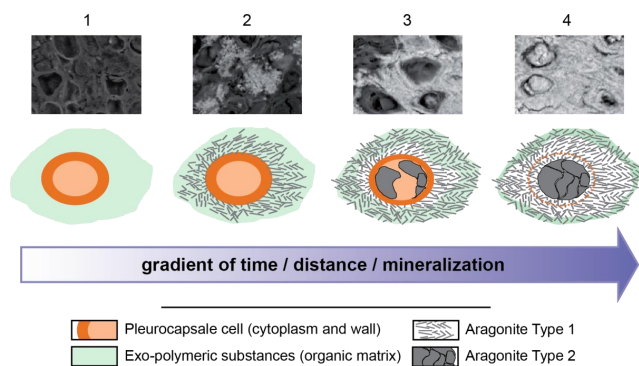 1 2 3 4
gradient of time / distance / mineralization
Pleurocapsale cell (cytoplasm and wall) Aragonite Type 1
Exo-polymeric substances (organic matrix) Aragonite Type 2